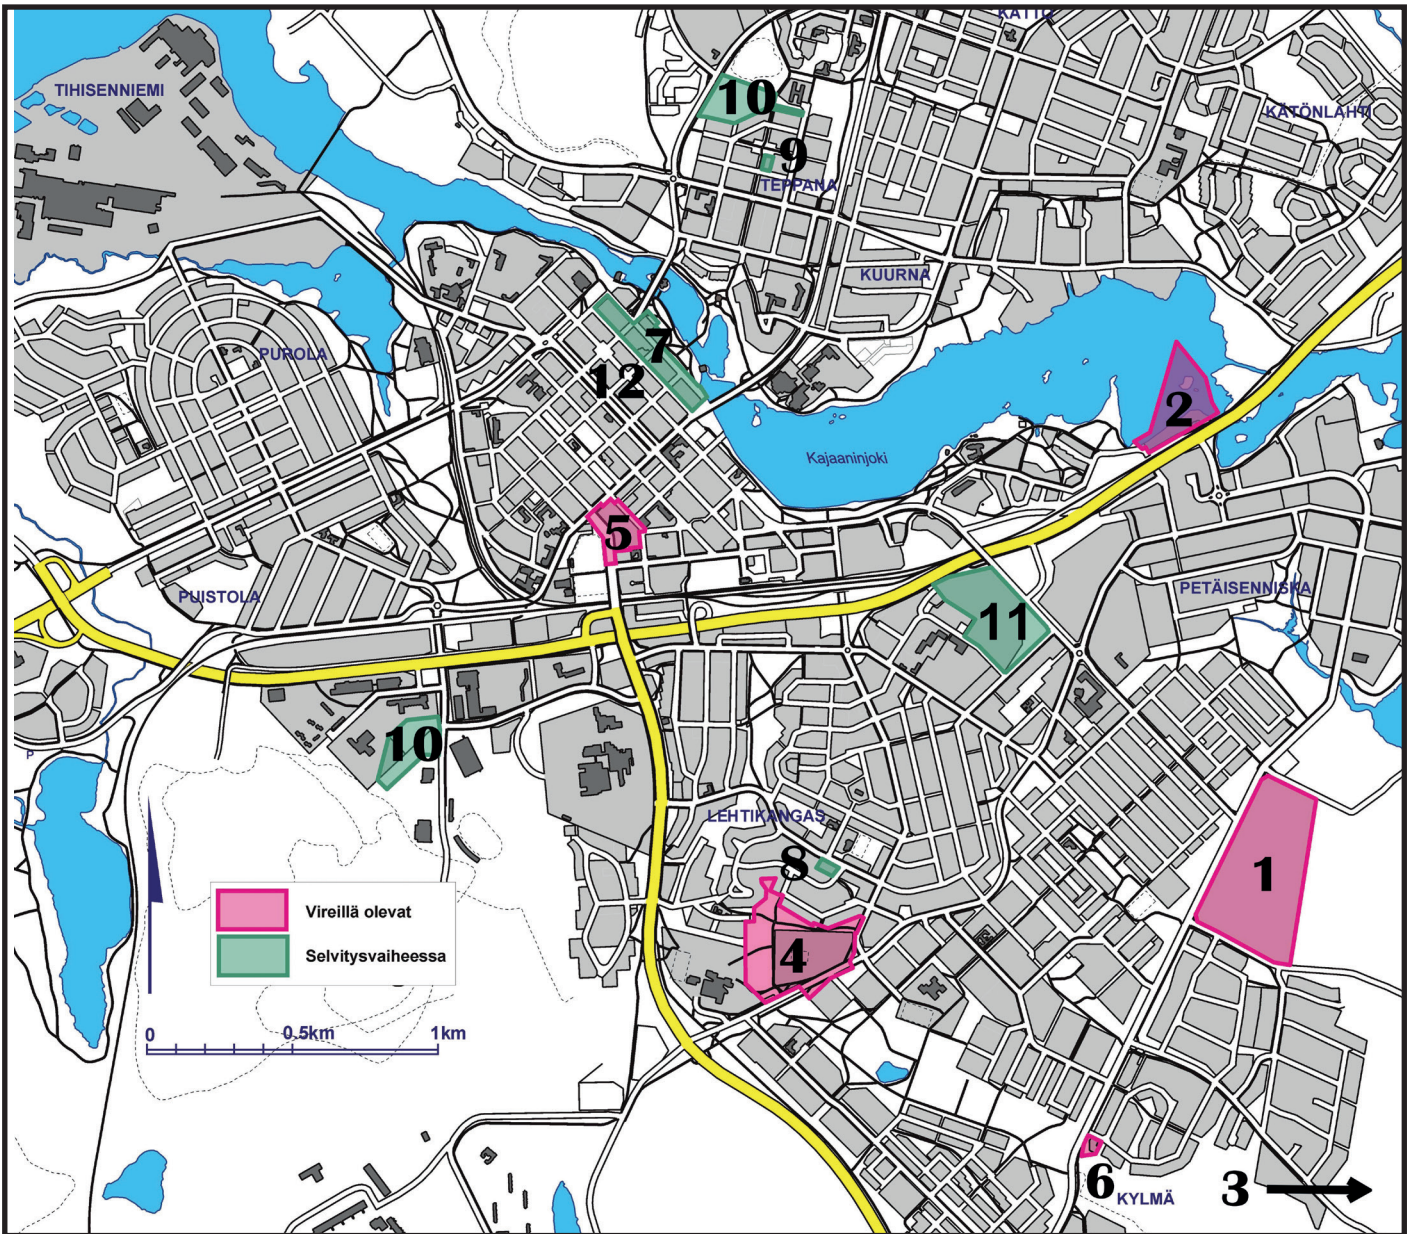 KÄTTÖ
TIHISENNIEMI
10
KÄTÖNLAHTI
9
TEPPANA
KUURNA
7
PUROLA
12
2
Kajaaninjoki
5
PUISTOLA
PETÄISENNISKA
11
10
P
LEHTIKANGAS
8
1
Vireillä olevat
4
Selvitysvaiheessa
0 0.5km 1km
6
3
KYLMÄ